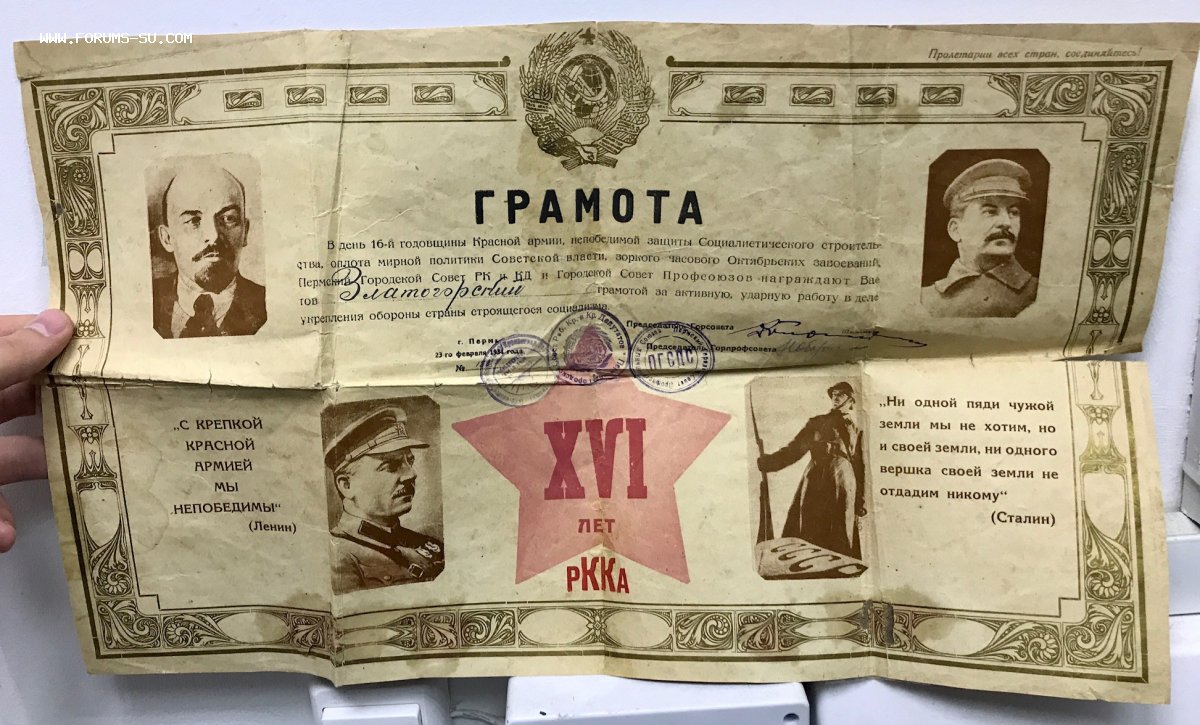 www.forums-su.com
Пролетарии всех стран, соединяйтесь!
ГРАМОТА
В день 16-й годовщины Красной армии, непобедимой защиты Социалистического строитель-
ства, оплота мирной политики Советской власти, зоркого часового Октябрьских завоеваний,
Пермский Городской Совет РК и КД и Городской Совет Профсоюзов награждают Вас
тов Златогорский грамотой за активную, ударную работу в деле
укрепления обороны страны строящегося социализма.
Председатель Горсовета
г. Пермь
Председатель Горпрофсовета
23-го февраля 1934 года
№
ПГСПС
„С КРЕПКОЙ
КРАСНОЙ
АРМИЕЙ
МЫ
НЕПОБЕДИМЫ“
(Ленин)
XVI
ЛЕТ
РККА
СССР
„Ни одной пяди чужой
земли мы не хотим, но
и своей земли, ни одного
вершка своей земли не
отдадим никому“
(Сталин)